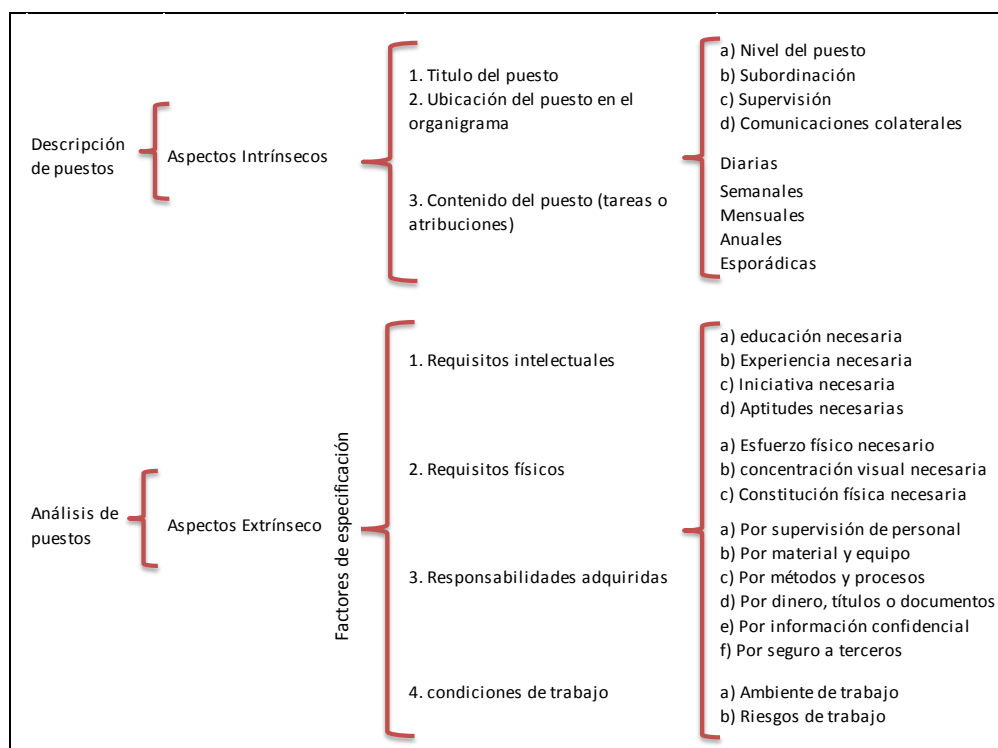 Descripción
de puestos
Aspectos Intrínsecos
1. Titulo del puesto
2. Ubicación del puesto en el
organigrama
3. Contenido del puesto (tareas o
atribuciones)
a) Nivel del puesto
b) Subordinación
c) Supervisión
d) Comunicaciones colaterales
Diarias
Semanales
Mensuales
Anuales
Esporádicas
Análisis de
puestos
Aspectos Extrínseco
Factores de especificación
1. Requisitos intelectuales
a) educación necesaria
b) Experiencia necesaria
c) Iniciativa necesaria
d) Aptitudes necesarias
2. Requisitos físicos
a) Esfuerzo físico necesario
b) concentración visual necesaria
c) Constitución física necesaria
3. Responsabilidades adquiridas
a) Por supervisión de personal
b) Por material y equipo
c) Por métodos y procesos
d) Por dinero, títulos o documentos
e) Por información confidencial
f) Por seguro a terceros
4. condiciones de trabajo
a) Ambiente de trabajo
b) Riesgos de trabajo